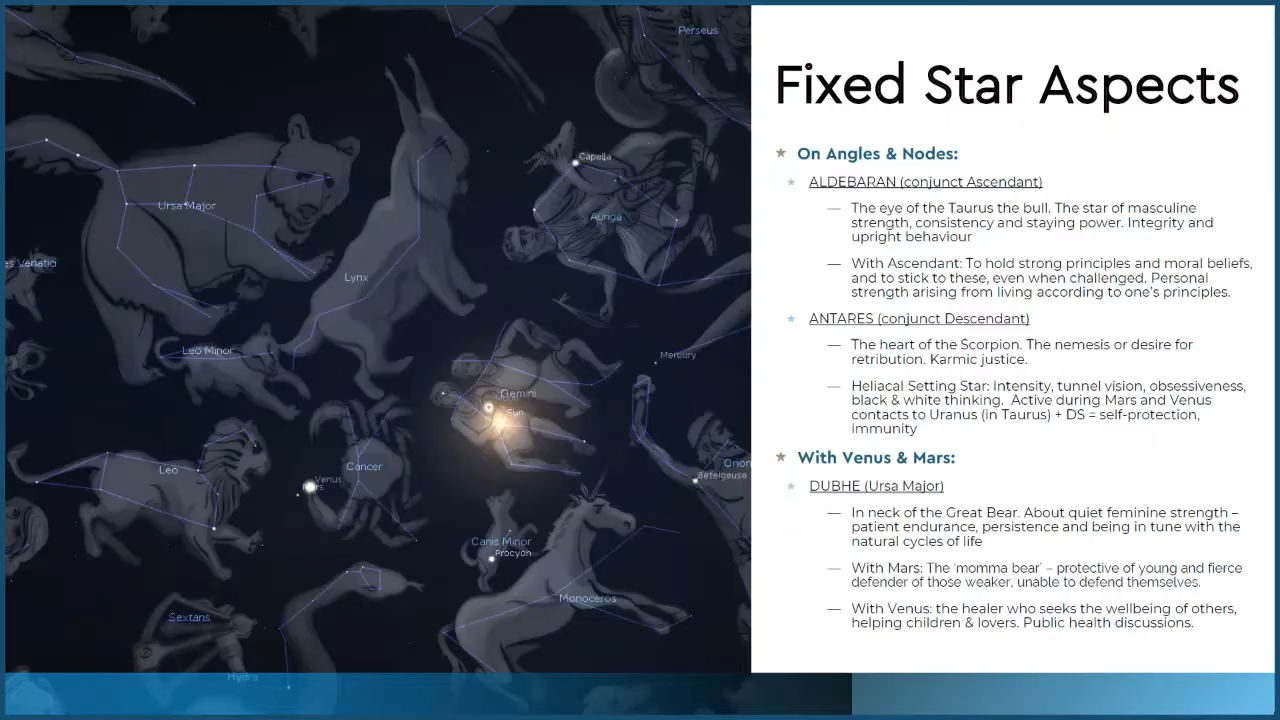 Perseus
Capella
Ursa Major
Auriga
es Venatici
Lynx
Leo Minor
Mercury
Gemini
Sun
Leo
Cancer
Orion
Venus
Betelgeuse
Canis Minor
Procyon
Monoceros
Sextans
Hydra
Fixed Star Aspects
On Angles & Nodes:
ALDEBARAN (conjunct Ascendant)
— The eye of the Taurus the bull. The star of masculine
strength, consistency and staying power. Integrity and
upright behaviour
— With Ascendant: To hold strong principles and moral beliefs,
and to stick to these, even when challenged. Personal
strength arising from living according to one's principles.
ANTARES (conjunct Descendant)
— The heart of the Scorpion. The nemesis or desire for
retribution. Karmic justice.
— Heliacal Setting Star: Intensity, tunnel vision, obsessiveness,
black & white thinking. Active during Mars and Venus
contacts to Uranus (in Taurus) + DS = self-protection,
immunity
With Venus & Mars:
DUBHE (Ursa Major)
— In neck of the Great Bear. About quiet feminine strength –
patient endurance, persistence and being in tune with the
natural cycles of life
— With Mars: The 'momma bear' – protective of young and fierce
defender of those weaker, unable to defend themselves.
— With Venus: the healer who seeks the wellbeing of others,
helping children & lovers. Public health discussions.